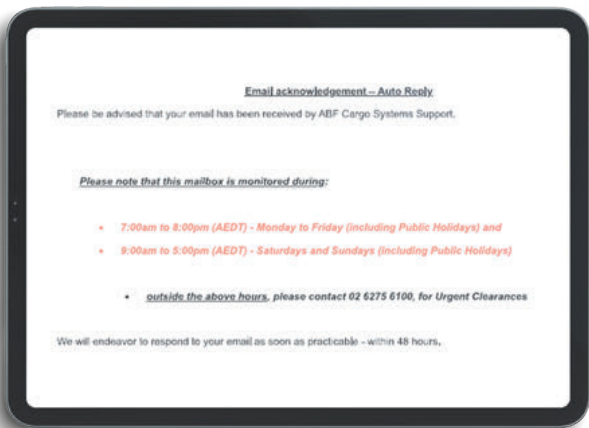 Email acknowledgement – Auto Reply
Please be advised that your email has been received by ABF Cargo Systems Support.
Please note that this mailbox is monitored during:
• 7:00am to 8:00pm (AEDT) - Monday to Friday (including Public Holidays) and
• 9:00am to 5:00pm (AEDT) - Saturdays and Sundays (including Public Holidays)
• outside the above hours, please contact 02 6275 6100, for Urgent Clearances
We will endeavor to respond to your email as soon as practicable - within 48 hours.